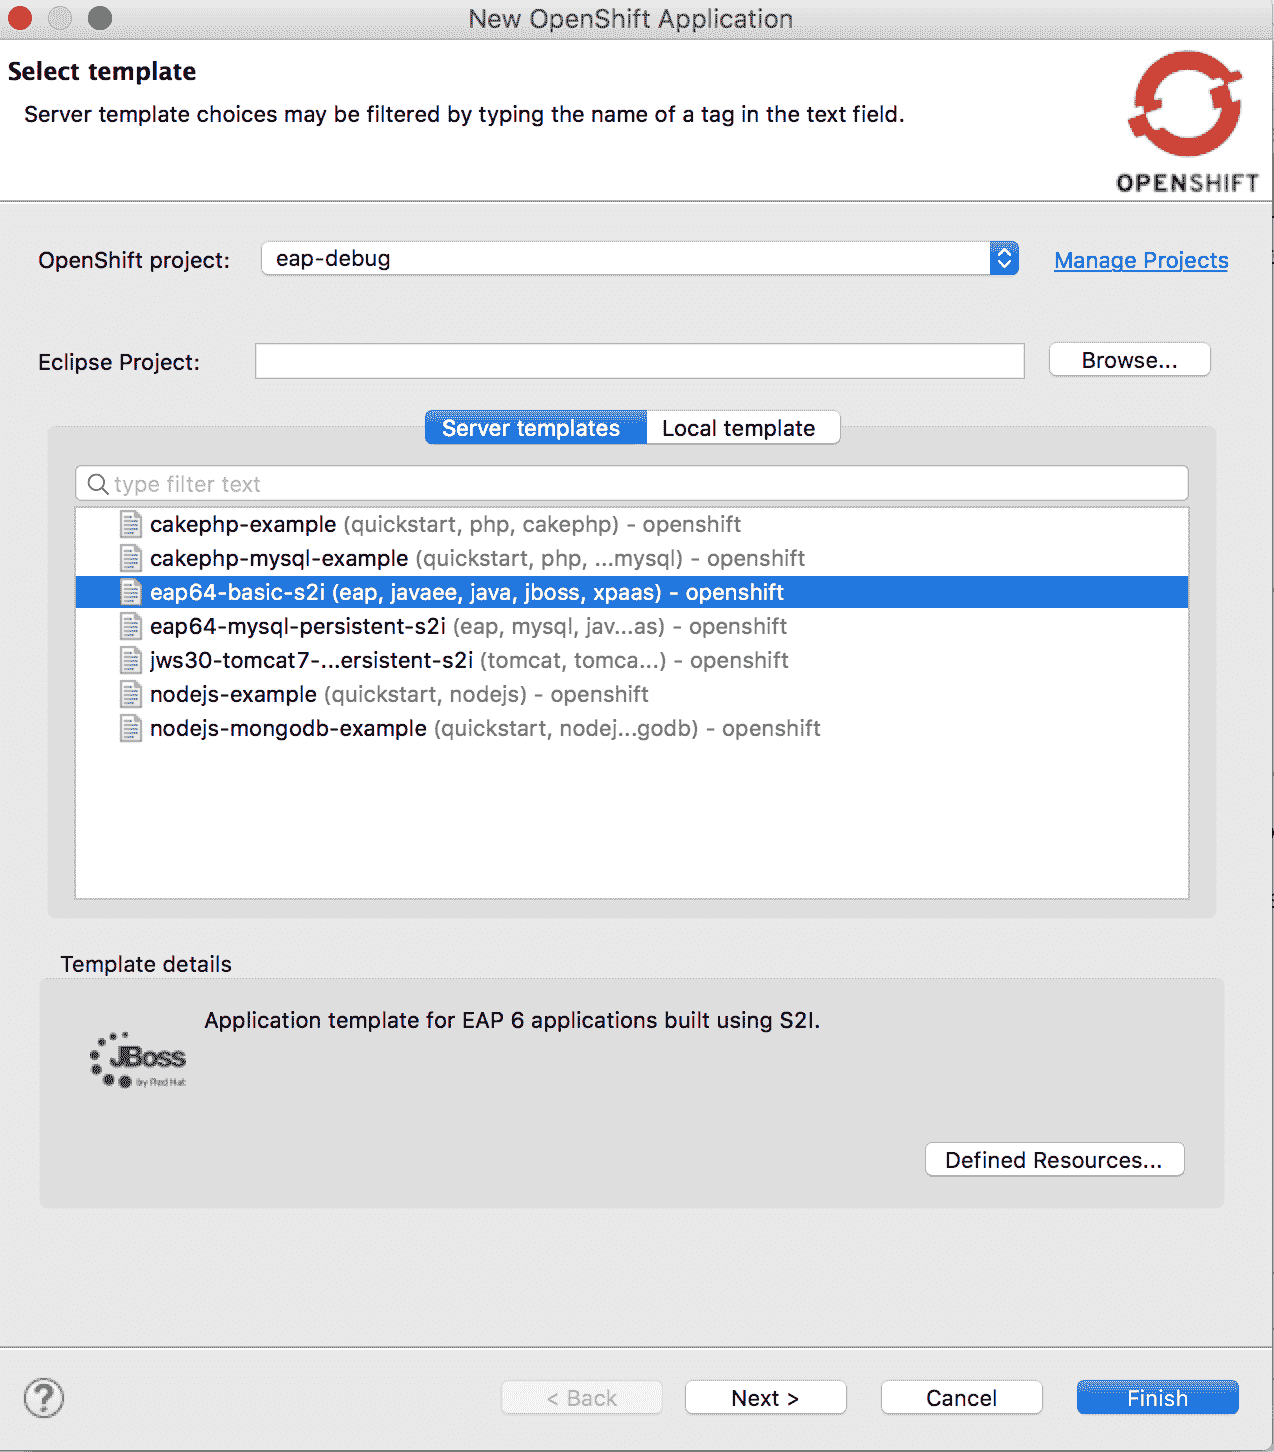 New OpenShift Application
Select template
Server template choices may be filtered by typing the name of a tag in the text field.
OPENSHIFT
OpenShift project: eap-debug Manage Projects
Eclipse Project: Browse...
Server templates Local template
type filter text
cakephp-example (quickstart, php, cakephp) - openshift
cakephp-mysql-example (quickstart, php, ...mysql) - openshift
eap64-basic-s2i (eap, javaee, java, jboss, xpaas) - openshift
eap64-mysql-persistent-s2i (eap, mysql, jav...as) - openshift
jws30-tomcat7-...ersistent-s2i (tomcat, tomca...) - openshift
nodejs-example (quickstart, nodejs) - openshift
nodejs-mongodb-example (quickstart, nodej...godb) - openshift
Template details
Application template for EAP 6 applications built using S2I.
JBoss
by Red Hat
Defined Resources...
? < Back Next > Cancel Finish